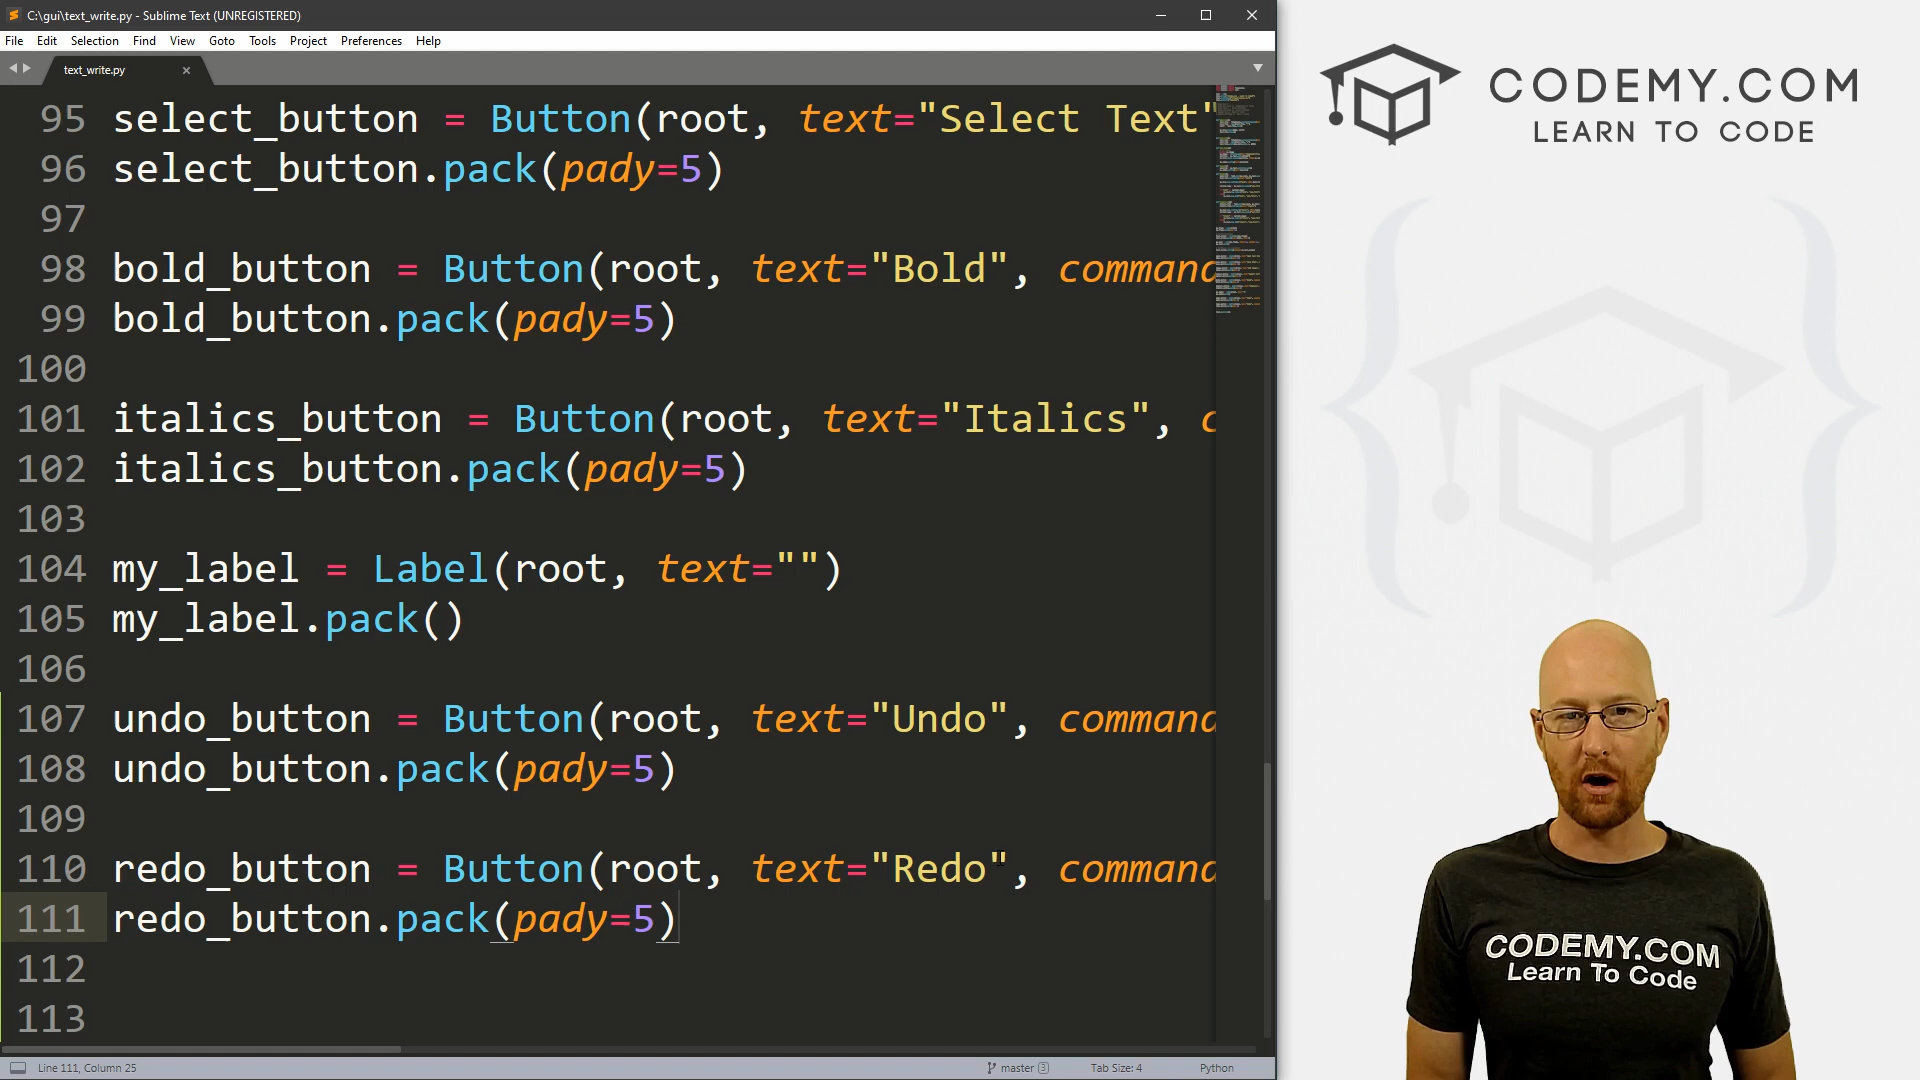 C:\gui\text_write.py - Sublime Text (UNREGISTERED)
File Edit Selection Find View Goto Tools Project Preferences Help
text_write.py
95 select_button = Button(root, text="Select Text"
96 select_button.pack(pady=5)
97
98 bold_button = Button(root, text="Bold", command
99 bold_button.pack(pady=5)
100
101 italics_button = Button(root, text="Italics", c
102 italics_button.pack(pady=5)
103
104 my_label = Label(root, text="")
105 my_label.pack()
106
107 undo_button = Button(root, text="Undo", command
108 undo_button.pack(pady=5)
109
110 redo_button = Button(root, text="Redo", command
111 redo_button.pack(pady=5)
112
113
Line 111, Column 25
master 3
Tab Size: 4
Python
CODEMY.COM
LEARN TO CODE
CODEMY.COM
Learn To Code